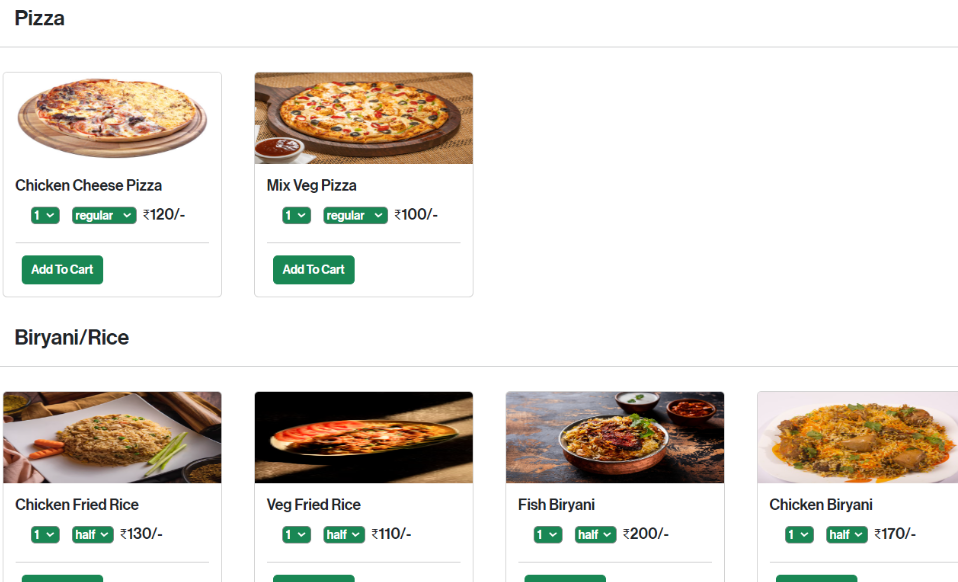 Pizza
Chicken Cheese Pizza
1 regular ₹120/-
Add To Cart
Mix Veg Pizza
1 regular ₹100/-
Add To Cart
Biryani/Rice
Chicken Fried Rice
1 half ₹130/-
Veg Fried Rice
1 half ₹110/-
Fish Biryani
1 half ₹200/-
Chicken Biryani
1 half ₹170/-